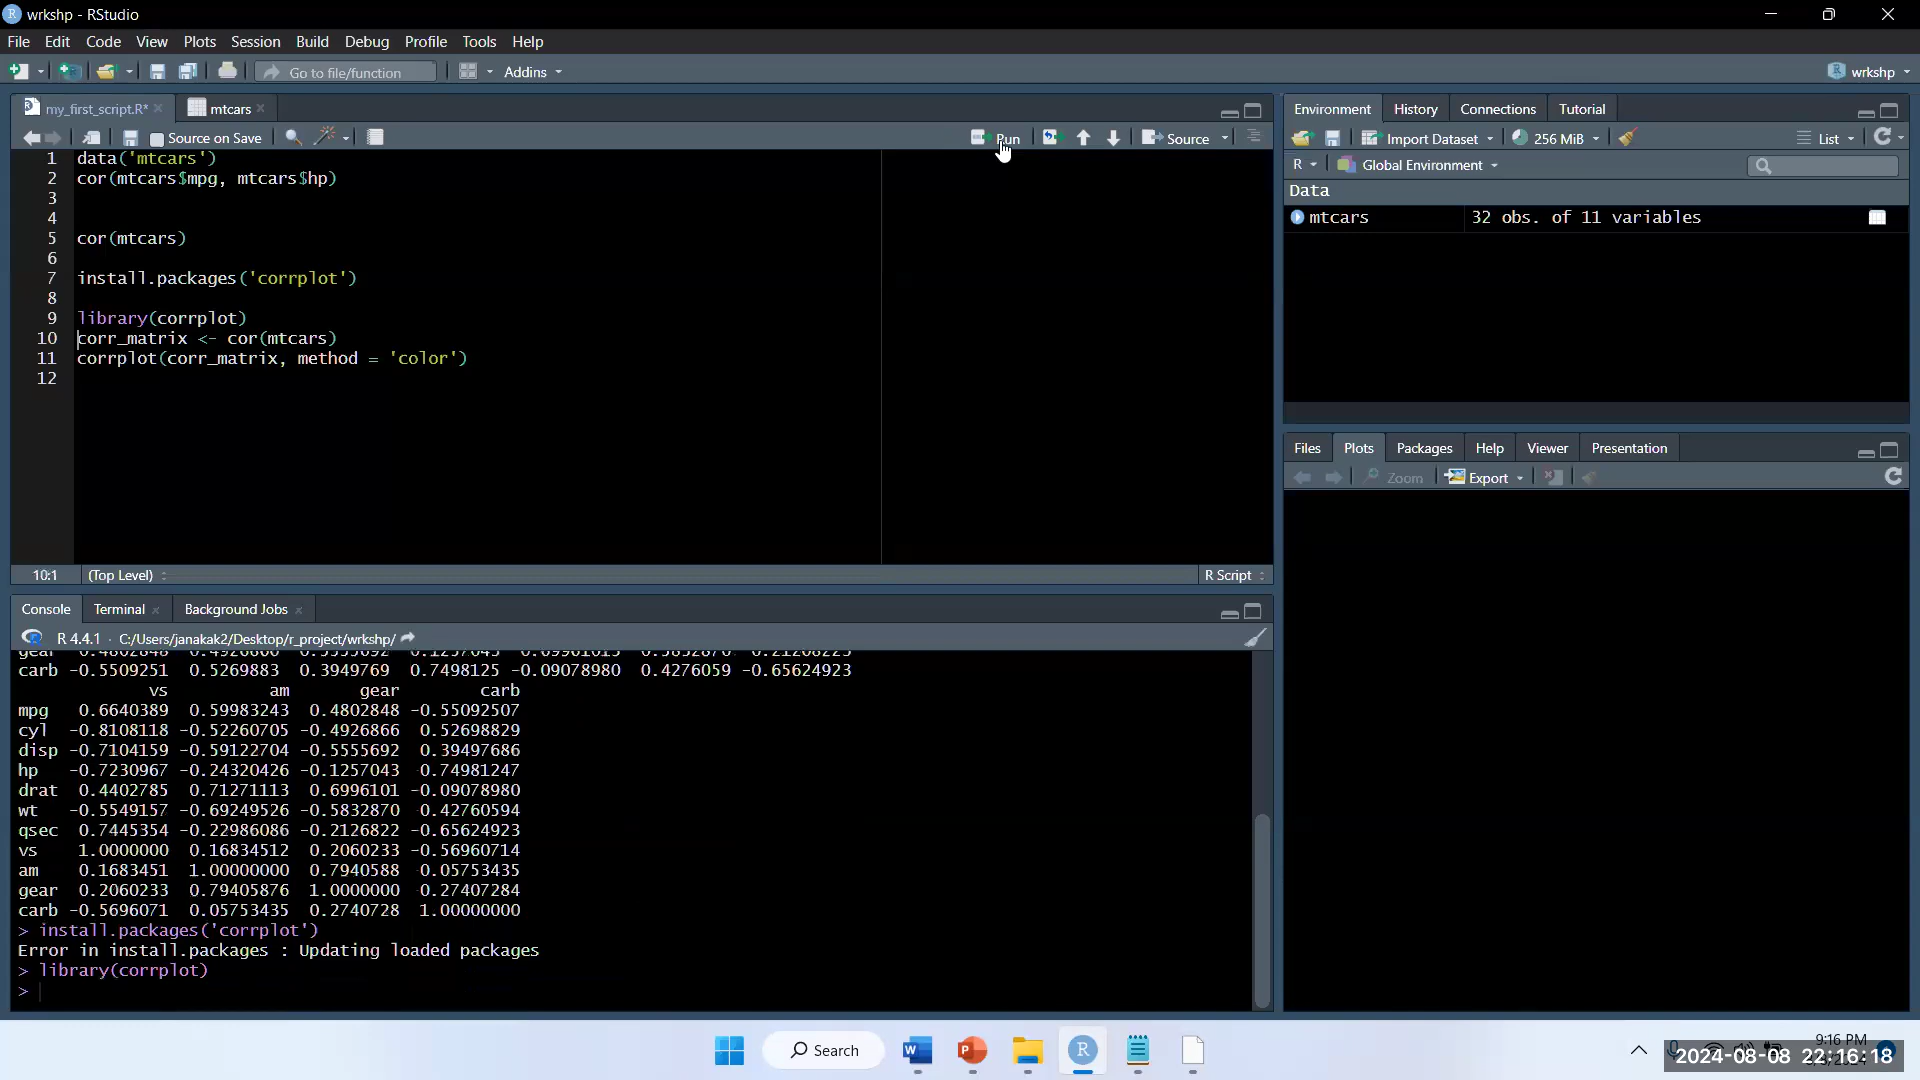 wrkshp - RStudio
File Edit Code View Plots Session Build Debug Profile Tools Help
Go to file/function Addins wrkshp
my_first_script.R* mtcars
Source on Save Run Source
1 data('mtcars')
2 cor(mtcars$mpg, mtcars$hp)
3
4
5 cor(mtcars)
6
7 install.packages('corrplot')
8
9 library(corrplot)
10 corr_matrix <- cor(mtcars)
11 corrplot(corr_matrix, method = 'color')
12
10:1 (Top Level) R Script
Environment History Connections Tutorial
Import Dataset 256 MiB List
R Global Environment
Data
mtcars 32 obs. of 11 variables
Files Plots Packages Help Viewer Presentation
Zoom Export
Console Terminal Background Jobs
R 4.4.1 · C:/Users/janakak2/Desktop/r_project/wrkshp/
carb -0.5509251 0.5269883 0.3949769 0.7498125 -0.09078980 0.4276059 -0.65624923
vs am gear carb
mpg 0.6640389 0.59983243 0.4802848 -0.55092507
cyl -0.8108118 -0.52260705 -0.4926866 0.52698829
disp -0.7104159 -0.59122704 -0.5555692 0.39497686
hp -0.7230967 -0.24320426 -0.1257043 0.74981247
drat 0.4402785 0.71271113 0.6996101 -0.09078980
wt -0.5549157 -0.69249526 -0.5832870 0.42760594
qsec 0.7445354 -0.22986086 -0.2126822 -0.65624923
vs 1.0000000 0.16834512 0.2060233 -0.56960714
am 0.1683451 1.00000000 0.7940588 0.05753435
gear 0.2060233 0.79405876 1.0000000 0.27407284
carb -0.5696071 0.05753435 0.2740728 1.00000000
> install.packages('corrplot')
Error in install.packages : Updating loaded packages
> library(corrplot)
>
Search
9:16 PM
2024-08-08 22:16:18